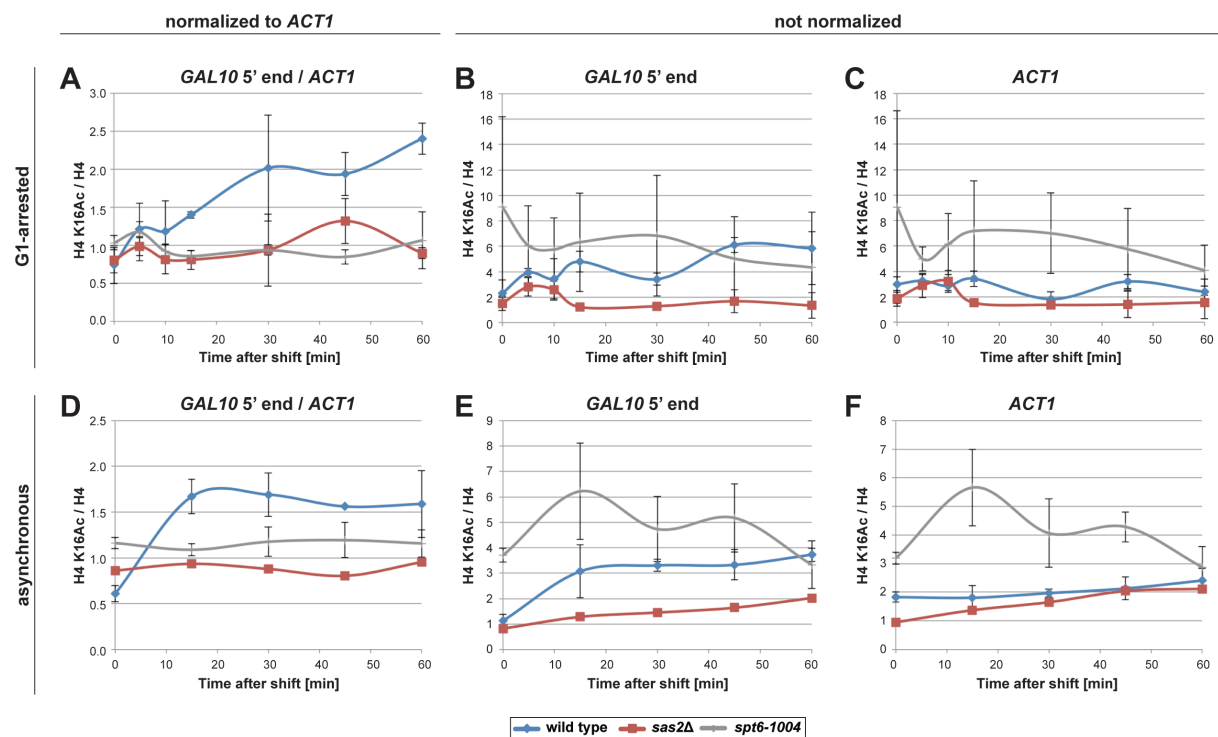 normalized to ACT1
not normalized
G1-arrested
A
GAL10 5’ end / ACT1
H4 K16Ac / H4
3.0
2.5
2.0
1.5
1.0
0.5
0.0
0 10 20 30 40 50 60
Time after shift [min]
B
GAL10 5’ end
H4 K16Ac / H4
18
16
14
12
10
8
6
4
2
0
0 10 20 30 40 50 60
Time after shift [min]
C
ACT1
H4 K16Ac / H4
18
16
14
12
10
8
6
4
2
0
0 10 20 30 40 50 60
Time after shift [min]
asynchronous
D
GAL10 5’ end / ACT1
H4 K16Ac / H4
2.5
2.0
1.5
1.0
0.5
0.0
0 10 20 30 40 50 60
Time after shift [min]
E
GAL10 5’ end
H4 K16Ac / H4
9
8
7
6
5
4
3
2
1
0
0 10 20 30 40 50 60
Time after shift [min]
F
ACT1
H4 K16Ac / H4
8
7
6
5
4
3
2
1
0
0 10 20 30 40 50 60
Time after shift [min]
wild type sas2Δ spt6-1004